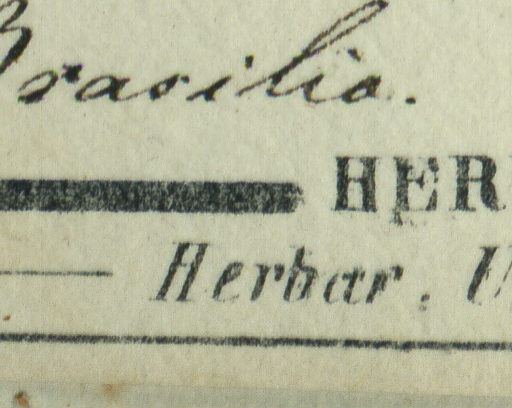 Brasilia.
HER
Herbar. U